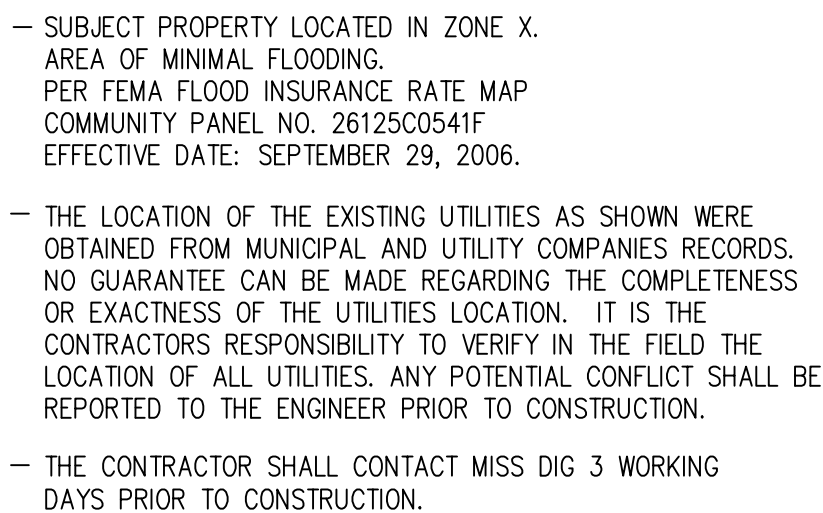 – SUBJECT PROPERTY LOCATED IN ZONE X.
AREA OF MINIMAL FLOODING.
PER FEMA FLOOD INSURANCE RATE MAP
COMMUNITY PANEL NO. 26125C0541F
EFFECTIVE DATE: SEPTEMBER 29, 2006.
– THE LOCATION OF THE EXISTING UTILITIES AS SHOWN WERE
OBTAINED FROM MUNICIPAL AND UTILITY COMPANIES RECORDS.
NO GUARANTEE CAN BE MADE REGARDING THE COMPLETENESS
OR EXACTNESS OF THE UTILITIES LOCATION. IT IS THE
CONTRACTORS RESPONSIBILITY TO VERIFY IN THE FIELD THE
LOCATION OF ALL UTILITIES. ANY POTENTIAL CONFLICT SHALL BE
REPORTED TO THE ENGINEER PRIOR TO CONSTRUCTION.
– THE CONTRACTOR SHALL CONTACT MISS DIG 3 WORKING
DAYS PRIOR TO CONSTRUCTION.